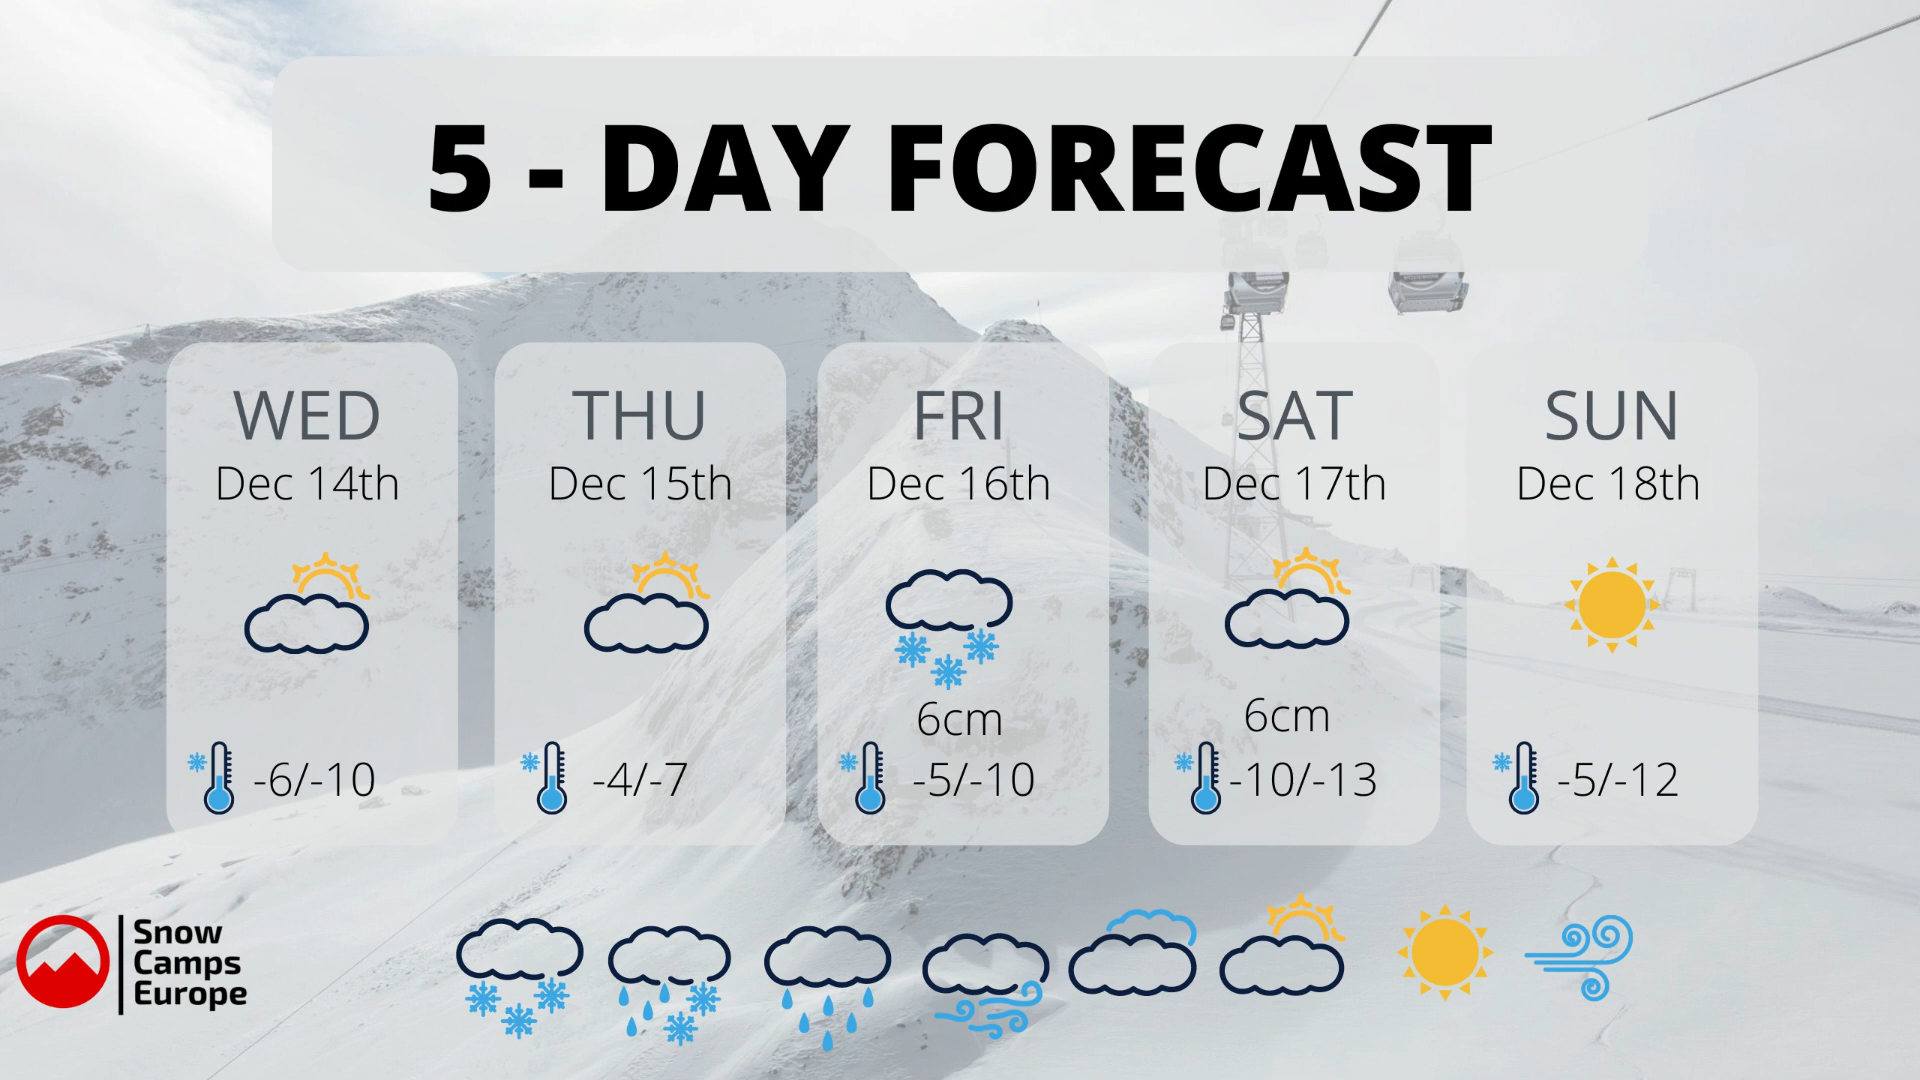 5 - DAY FORECAST
WED
Dec 14th
-6/-10
THU
Dec 15th
-4/-7
FRI
Dec 16th
6cm
-5/-10
SAT
Dec 17th
6cm
-10/-13
SUN
Dec 18th
-5/-12
Snow
Camps
Europe